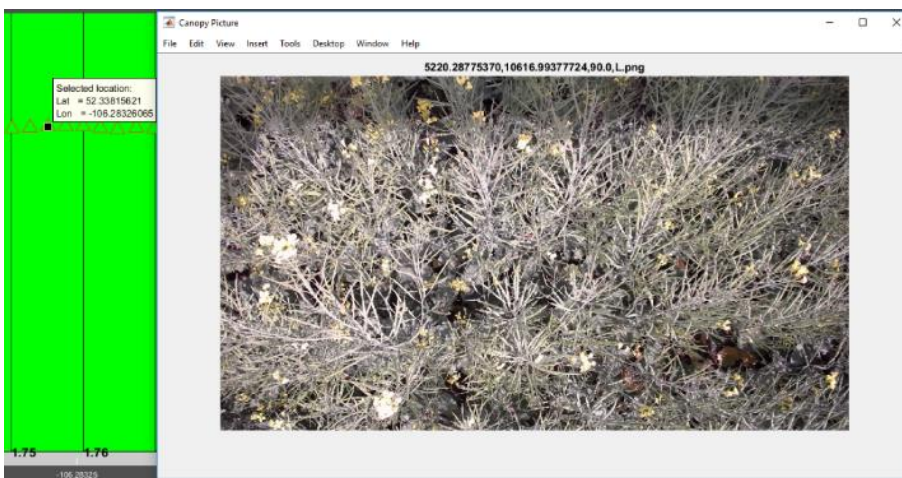 Canopy Picture
File Edit View Insert Tools Desktop Window Help
5220.28775370,10616.99377724,90.0,L.png
Selected location:
Lat = 52.33815621
Lon = -106.28326065
1.75 1.76
-106.28325